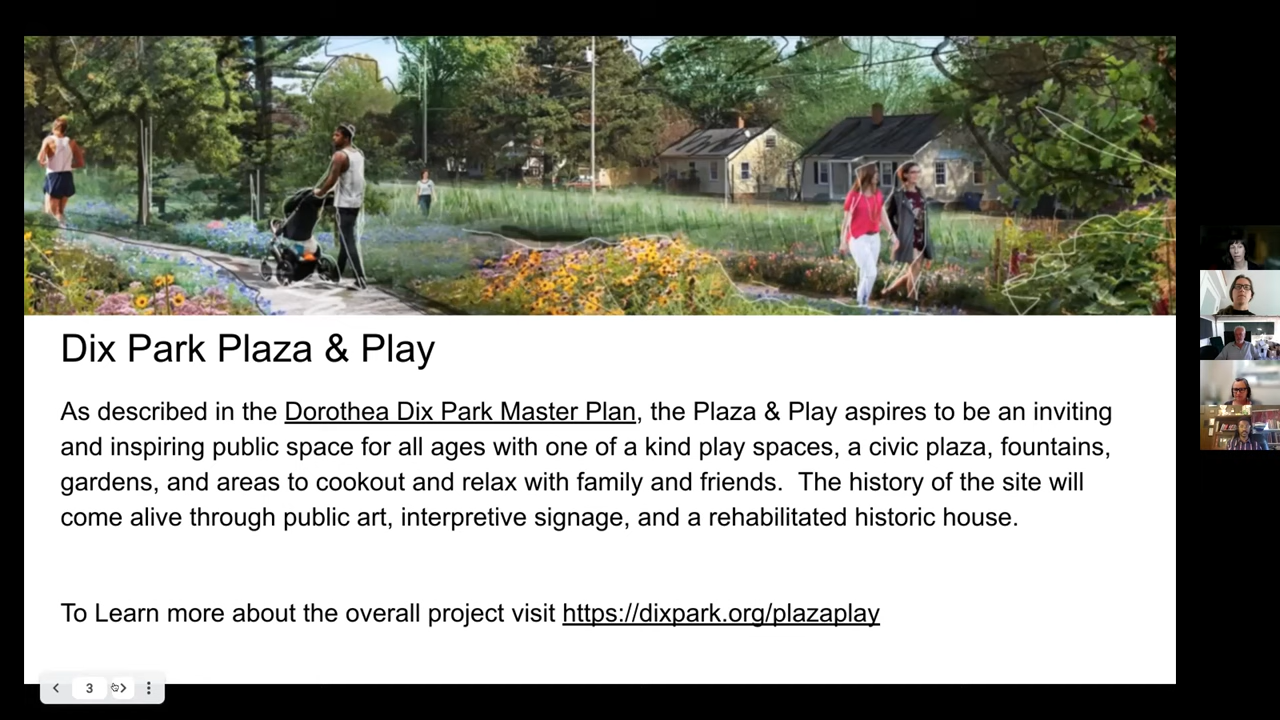 Dix Park Plaza & Play
As described in the Dorothea Dix Park Master Plan, the Plaza & Play aspires to be an inviting
and inspiring public space for all ages with one of a kind play spaces, a civic plaza, fountains,
gardens, and areas to cookout and relax with family and friends.  The history of the site will
come alive through public art, interpretive signage, and a rehabilitated historic house.
To Learn more about the overall project visit https://dixpark.org/plazaplay
3